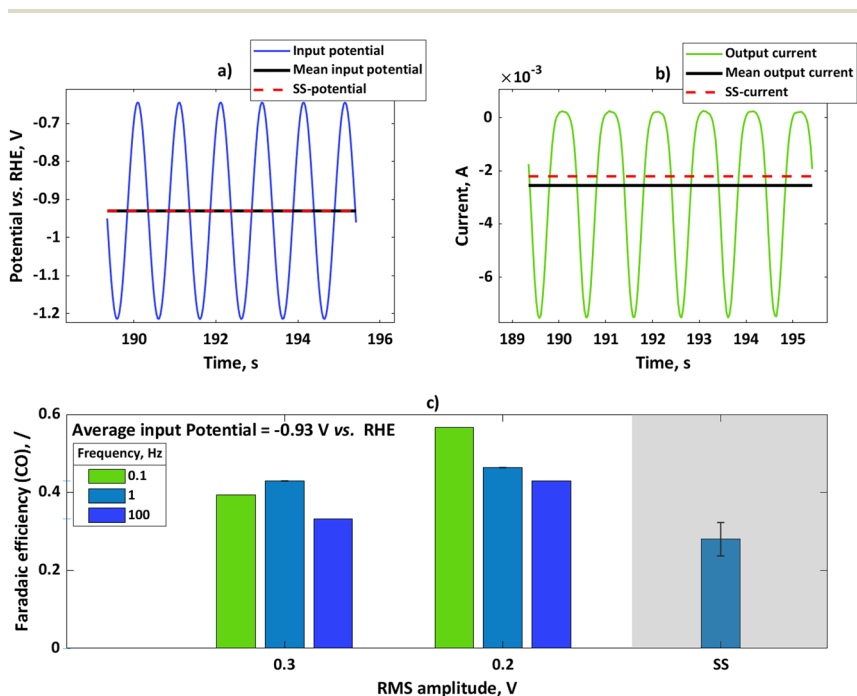 a)
Input potential
Mean input potential
SS-potential
-0.7
-0.8
-0.9
-1
-1.1
-1.2
Potential vs. RHE, V
190
192
194
196
Time, s
b)
Output current
Mean output current
SS-current
×10⁻³
0
-2
-4
-6
Current, A
189
190
191
192
193
194
195
Time, s
c)
Average input Potential = -0.93 V vs. RHE
Frequency, Hz
0.1
1
100
0.6
0.4
0.2
0
Faradaic efficiency (CO), /
0.3
0.2
SS
RMS amplitude, V